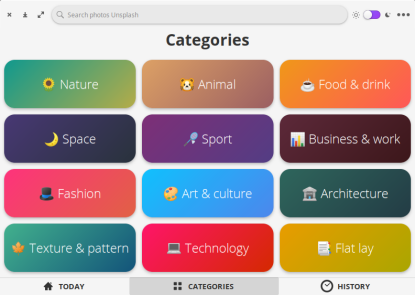 Search photos Unsplash
Categories
Nature
Animal
Food & drink
Space
Sport
Business & work
Fashion
Art & culture
Architecture
Texture & pattern
Technology
Flat lay
TODAY
CATEGORIES
HISTORY